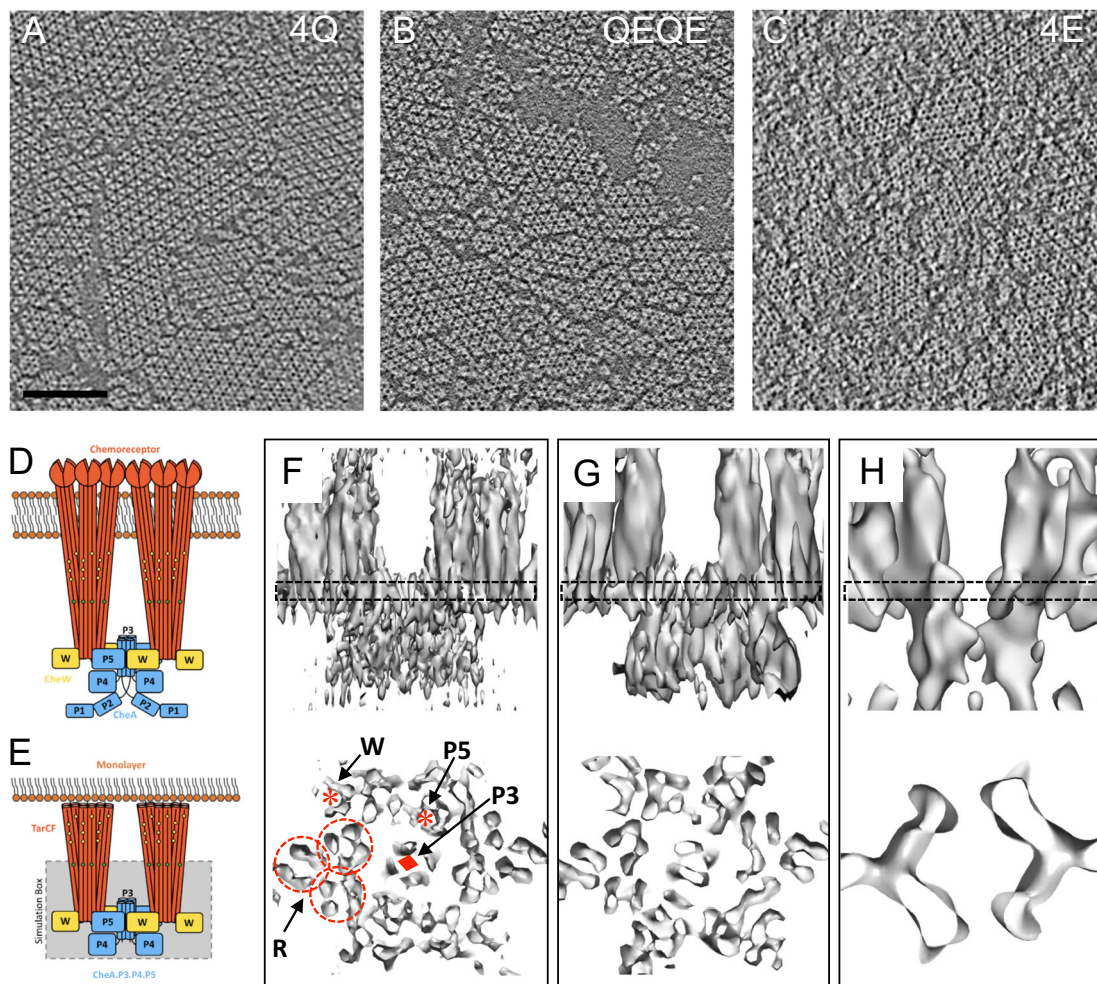 A 4Q
B QEQE
C 4E
D
Chemoreceptor
P3
W P5 W W
CheW
P4 P4
P1 P2 P2 P1
CheA
E
Monolayer
TarCF
Simulation Box
P3
W P5 W W
P4 P4
CheA.P3.P4.P5
F
G
H
W
P5
*
*
P3
R